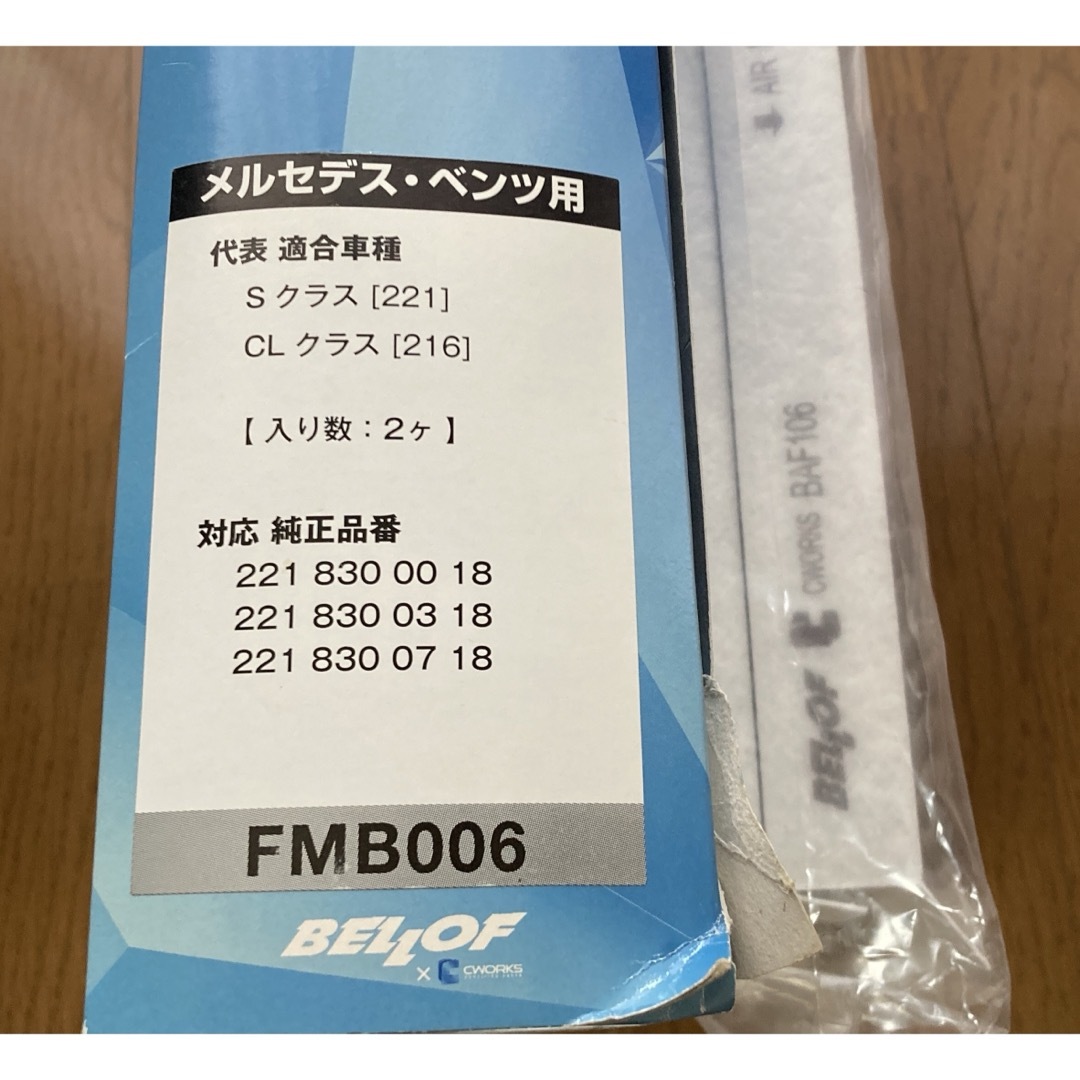 メルセデス・ベンツ用
代表 適合車種
S クラス [221]
CL クラス [216]
【 入り数：2ヶ 】
対応 純正品番
221 830 00 18
221 830 03 18
221 830 07 18
FMB006
BELLOF
× CWORKS
AIR
BELLOF CWORKS BAF106